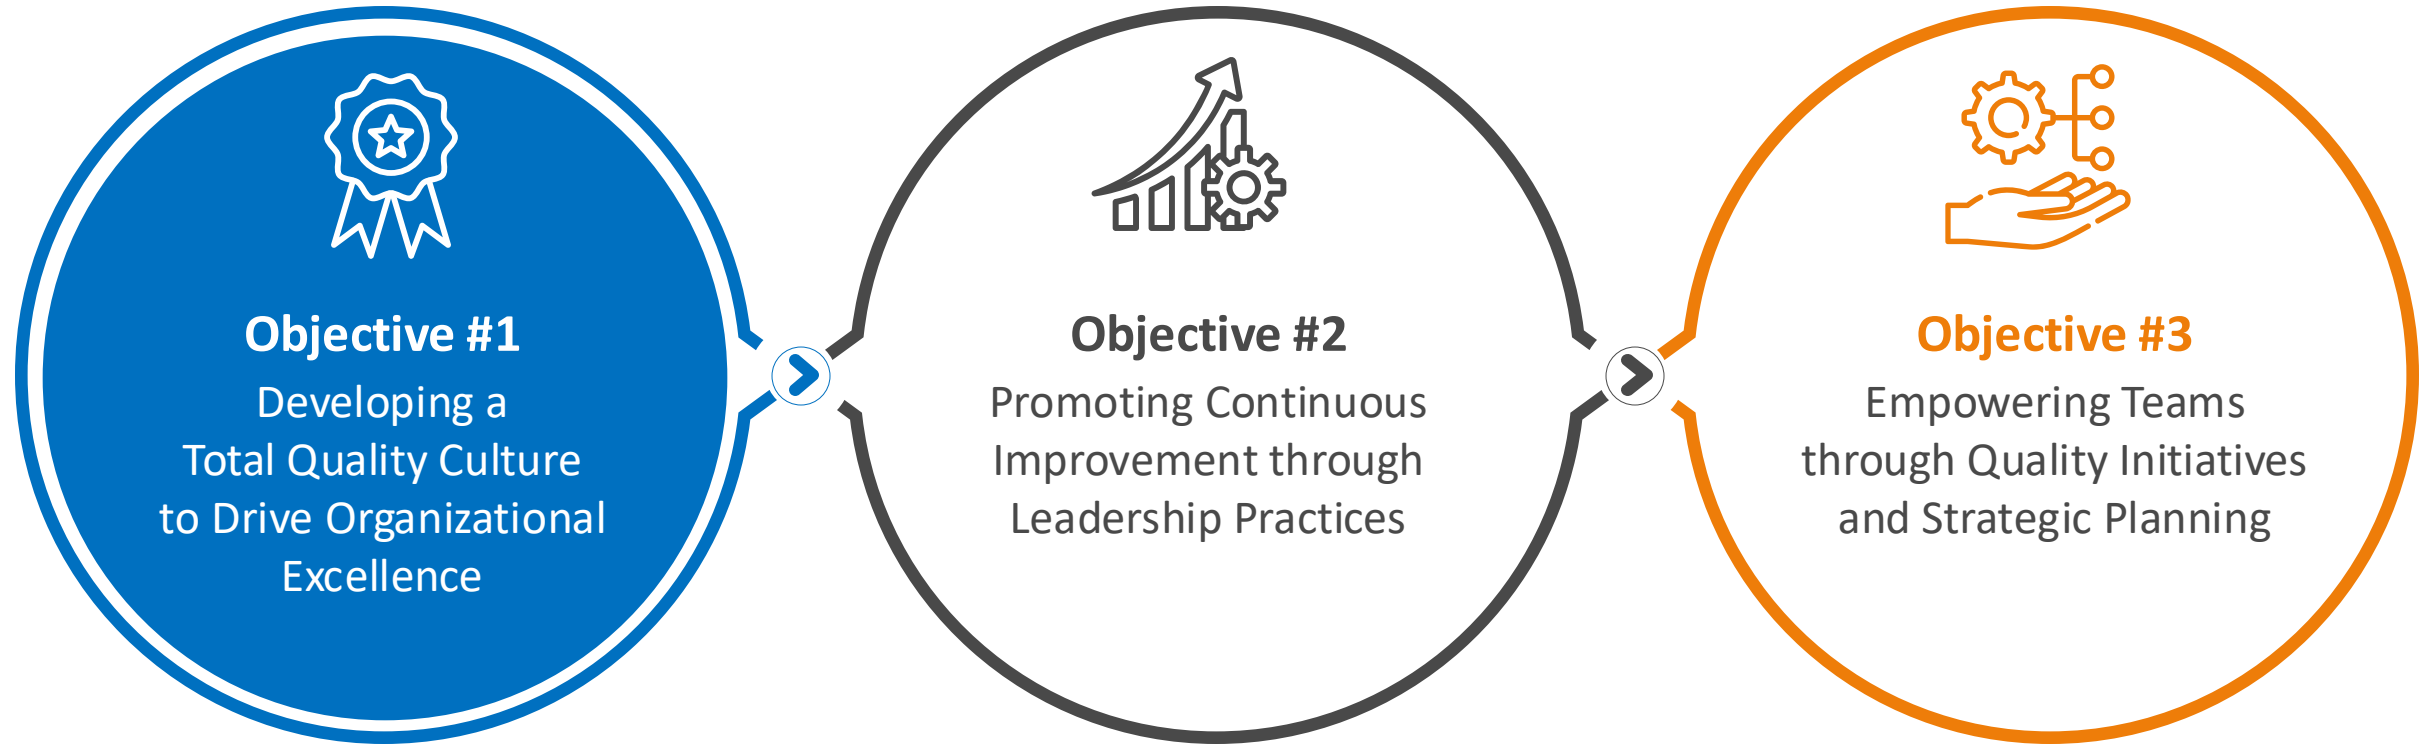 Objective #1
Developing a
Total Quality Culture
to Drive Organizational
Excellence
Objective #2
Promoting Continuous
Improvement through
Leadership Practices
Objective #3
Empowering Teams
through Quality Initiatives
and Strategic Planning